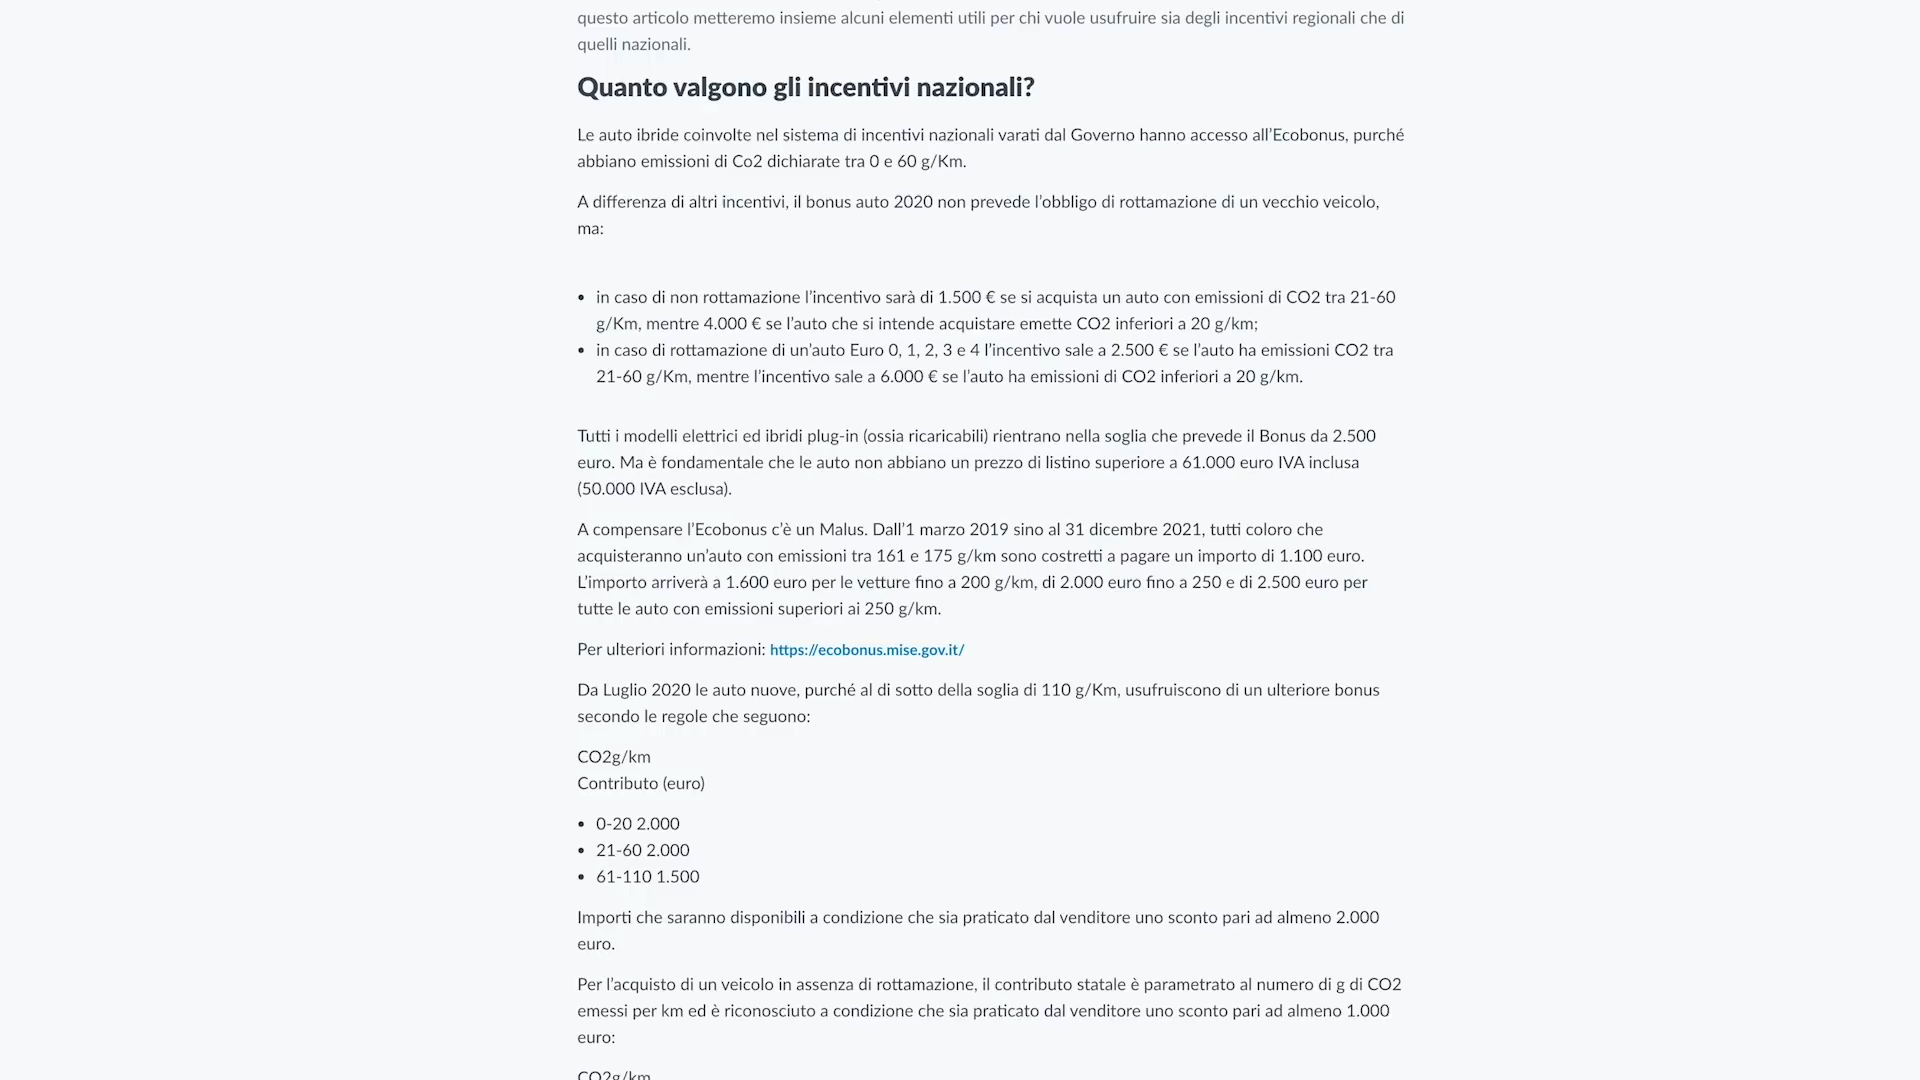 questo articolo metteremo insieme alcuni elementi utili per chi vuole usufruire sia degli incentivi regionali che di
quelli nazionali.
Quanto valgono gli incentivi nazionali?
Le auto ibride coinvolte nel sistema di incentivi nazionali varati dal Governo hanno accesso all’Ecobonus, purché
abbiano emissioni di Co2 dichiarate tra 0 e 60 g/Km.
A differenza di altri incentivi, il bonus auto 2020 non prevede l’obbligo di rottamazione di un vecchio veicolo,
ma:
• in caso di non rottamazione l’incentivo sarà di 1.500 € se si acquista un auto con emissioni di CO2 tra 21-60
g/Km, mentre 4.000 € se l’auto che si intende acquistare emette CO2 inferiori a 20 g/km;
• in caso di rottamazione di un’auto Euro 0, 1, 2, 3 e 4 l’incentivo sale a 2.500 € se l’auto ha emissioni CO2 tra
21-60 g/Km, mentre l’incentivo sale a 6.000 € se l’auto ha emissioni di CO2 inferiori a 20 g/km.
Tutti i modelli elettrici ed ibridi plug-in (ossia ricaricabili) rientrano nella soglia che prevede il Bonus da 2.500
euro. Ma è fondamentale che le auto non abbiano un prezzo di listino superiore a 61.000 euro IVA inclusa
(50.000 IVA esclusa).
A compensare l’Ecobonus c’è un Malus. Dall’1 marzo 2019 sino al 31 dicembre 2021, tutti coloro che
acquisteranno un’auto con emissioni tra 161 e 175 g/km sono costretti a pagare un importo di 1.100 euro.
L’importo arriverà a 1.600 euro per le vetture fino a 200 g/km, di 2.000 euro fino a 250 e di 2.500 euro per
tutte le auto con emissioni superiori ai 250 g/km.
Per ulteriori informazioni: https://ecobonus.mise.gov.it/
Da Luglio 2020 le auto nuove, purché al di sotto della soglia di 110 g/Km, usufruiscono di un ulteriore bonus
secondo le regole che seguono:
CO2g/km
Contributo (euro)
• 0-20 2.000
• 21-60 2.000
• 61-110 1.500
Importi che saranno disponibili a condizione che sia praticato dal venditore uno sconto pari ad almeno 2.000
euro.
Per l’acquisto di un veicolo in assenza di rottamazione, il contributo statale è parametrato al numero di g di CO2
emessi per km ed è riconosciuto a condizione che sia praticato dal venditore uno sconto pari ad almeno 1.000
euro:
CO2g/km